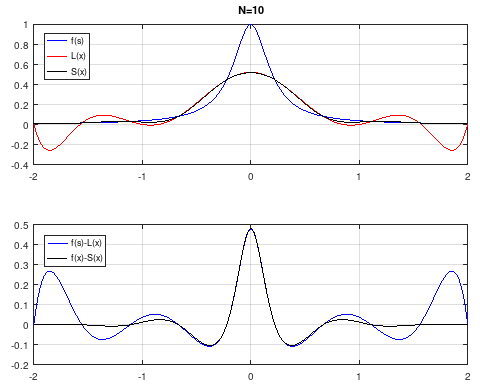 N=10
1
0.8
0.6
0.4
0.2
0
-0.2
-0.4
f(s)
L(x)
S(x)
-2 -1 0 1 2
0.5
0.4
0.3
0.2
0.1
0
-0.1
-0.2
f(s)-L(x)
f(x)-S(x)
-2 -1 0 1 2